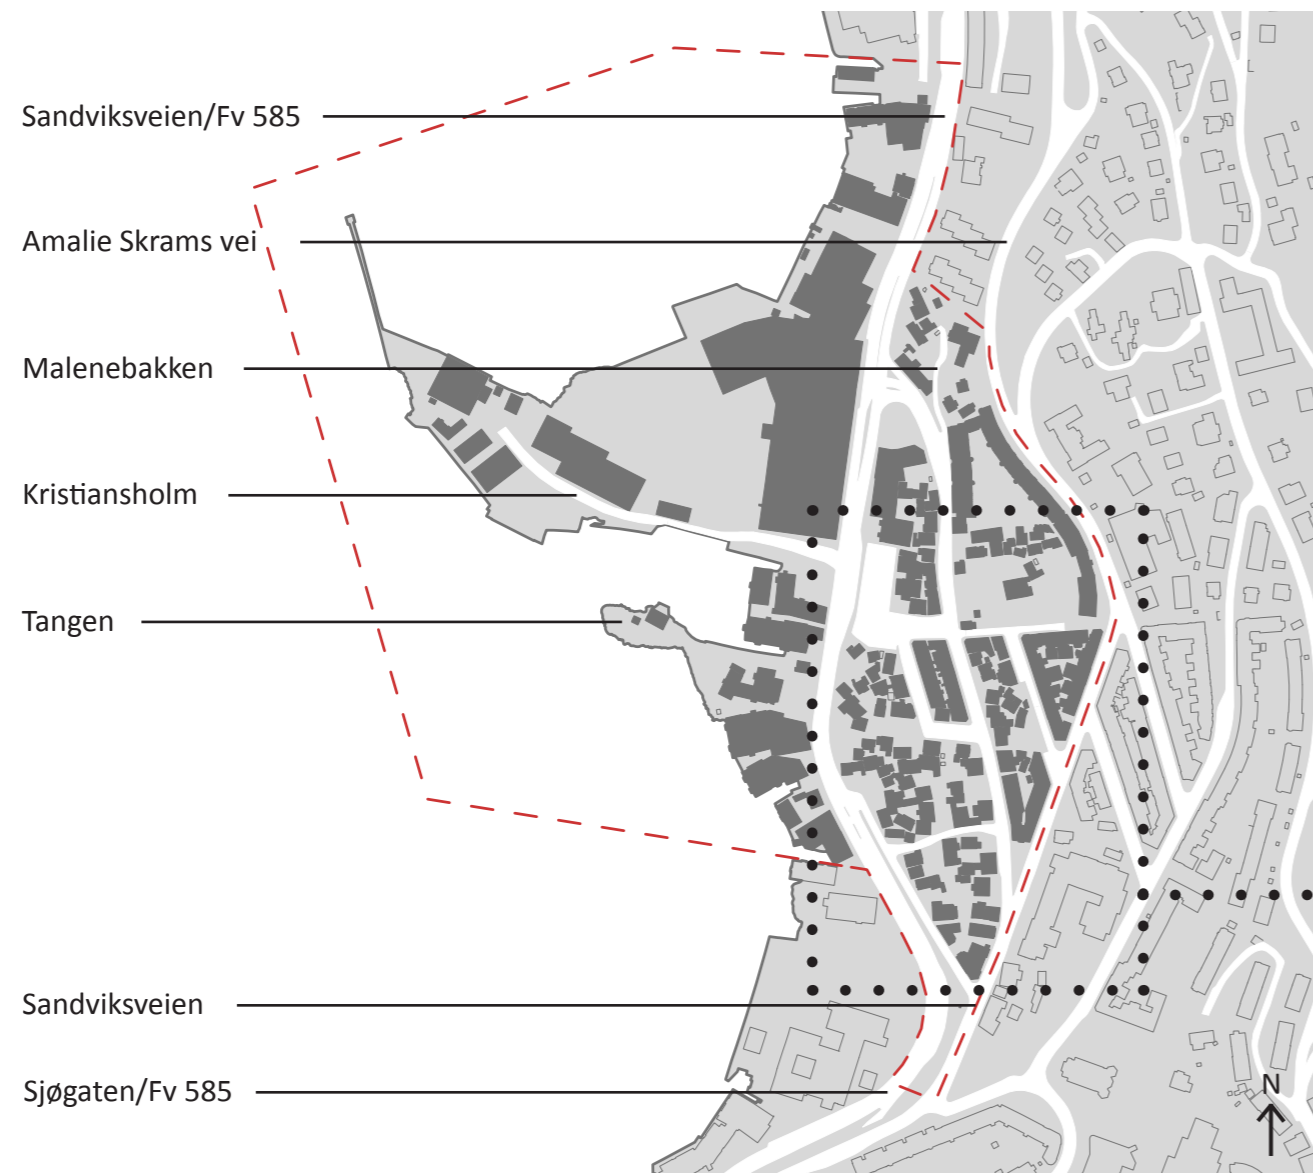 Sandviksveien/Fv 585
Amalie Skrams vei
Malenebakken
Kristiansholm
Tangen
Sandviksveien
Sjøgaten/Fv 585
N